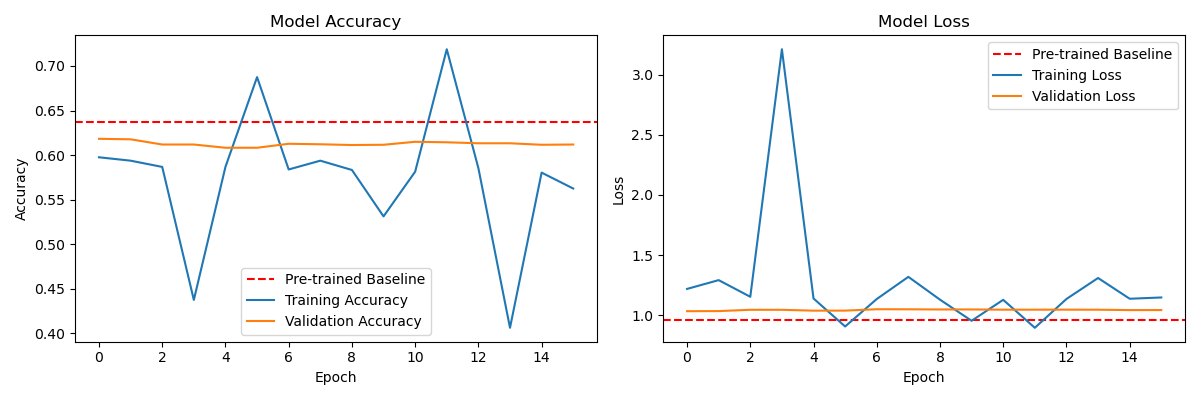 Model Accuracy
Accuracy
0.70
0.65
0.60
0.55
0.50
0.45
0.40
Pre-trained Baseline
Training Accuracy
Validation Accuracy
0 2 4 6 8 10 12 14
Epoch
Model Loss
Loss
3.0
2.5
2.0
1.5
1.0
Pre-trained Baseline
Training Loss
Validation Loss
0 2 4 6 8 10 12 14
Epoch